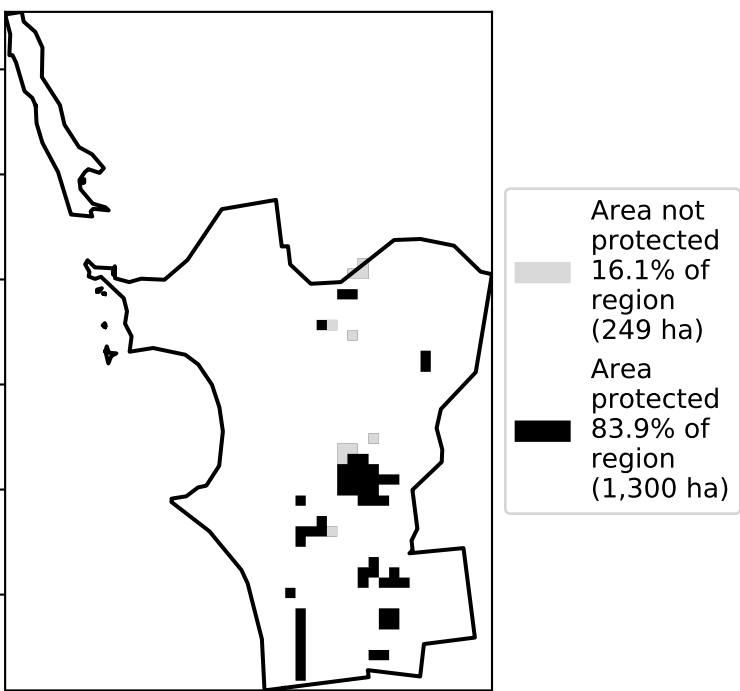 Area not
protected
16.1% of
region
(249 ha)
Area
protected
83.9% of
region
(1,300 ha)